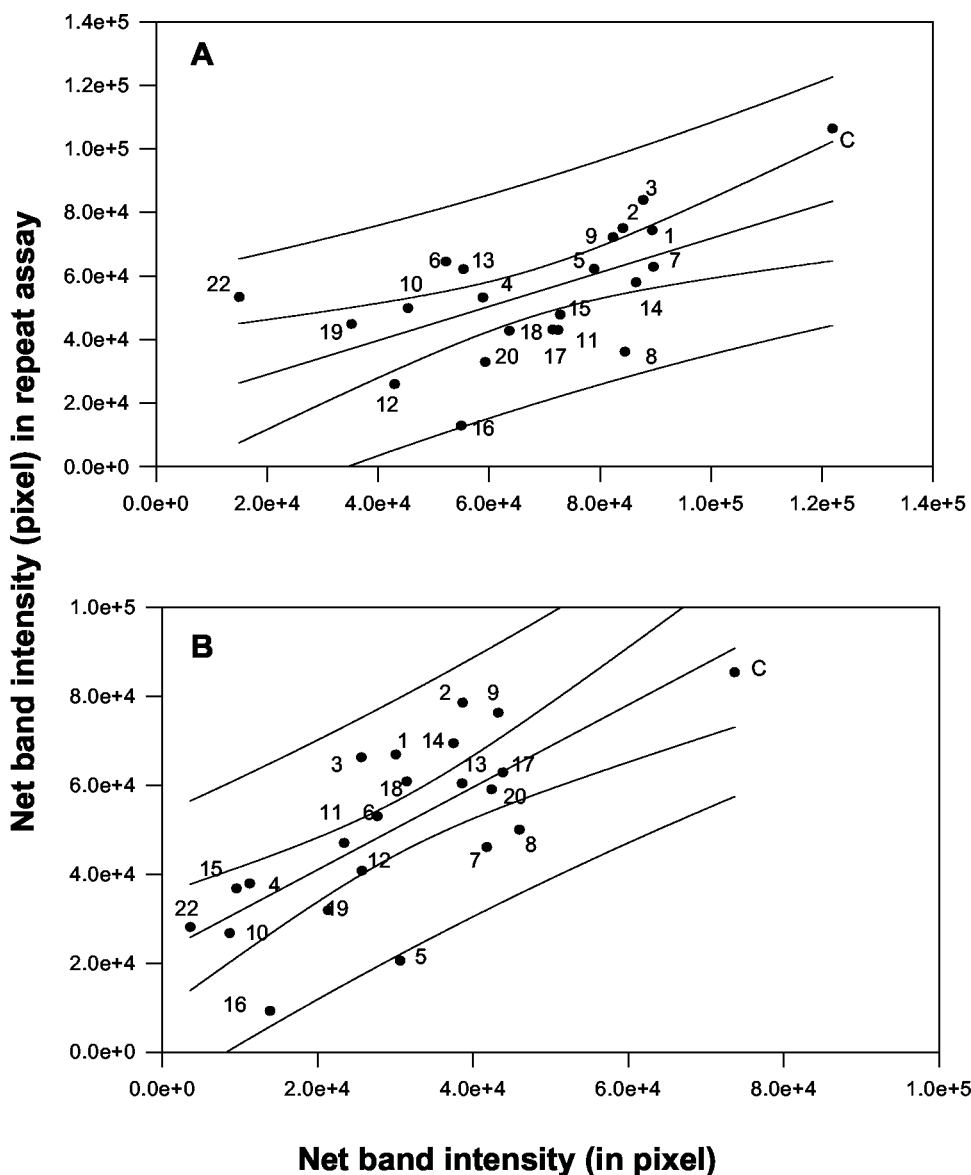 Net band intensity (pixel) in repeat assay
A
1.4e+5
1.2e+5
1.0e+5
8.0e+4
6.0e+4
4.0e+4
2.0e+4
0.0e+0
C
3
2
9
1
6
13
5
7
22
10
4
14
19
15
18
11
20
17
8
12
16
0.0e+0 2.0e+4 4.0e+4 6.0e+4 8.0e+4 1.0e+5 1.2e+5 1.4e+5
B
1.0e+5
8.0e+4
6.0e+4
4.0e+4
2.0e+4
0.0e+0
2
9
C
3
1
14
13
17
18
20
11
6
7
8
15
4
12
22
10
19
5
16
0.0e+0 2.0e+4 4.0e+4 6.0e+4 8.0e+4 1.0e+5
Net band intensity (in pixel)